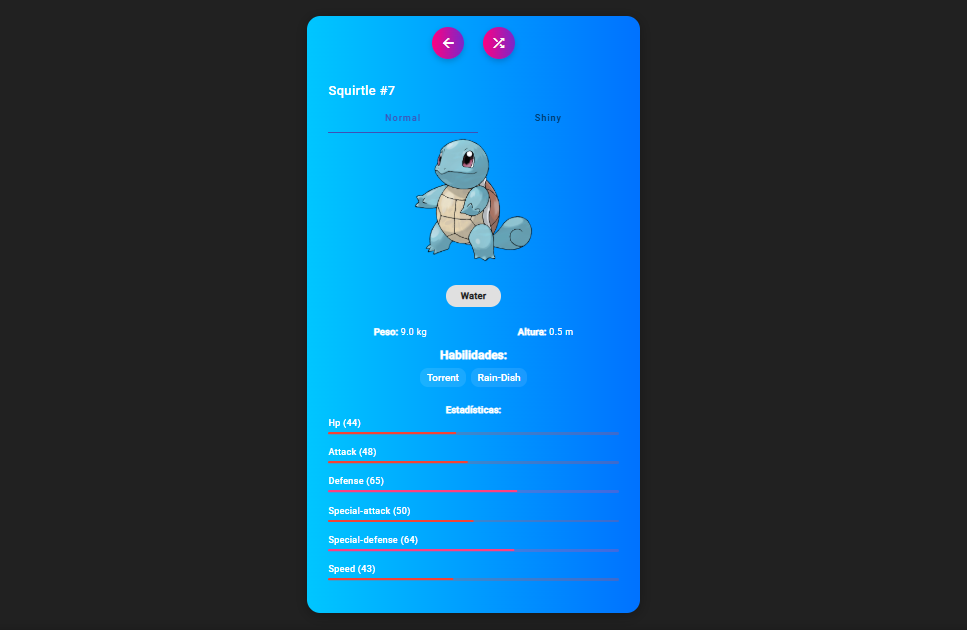 Squirtle #7
Normal Shiny
Water
Peso: 9.0 kg Altura: 0.5 m
Habilidades:
Torrent Rain-Dish
Estadísticas:
Hp (44)
Attack (48)
Defense (65)
Special-attack (50)
Special-defense (64)
Speed (43)